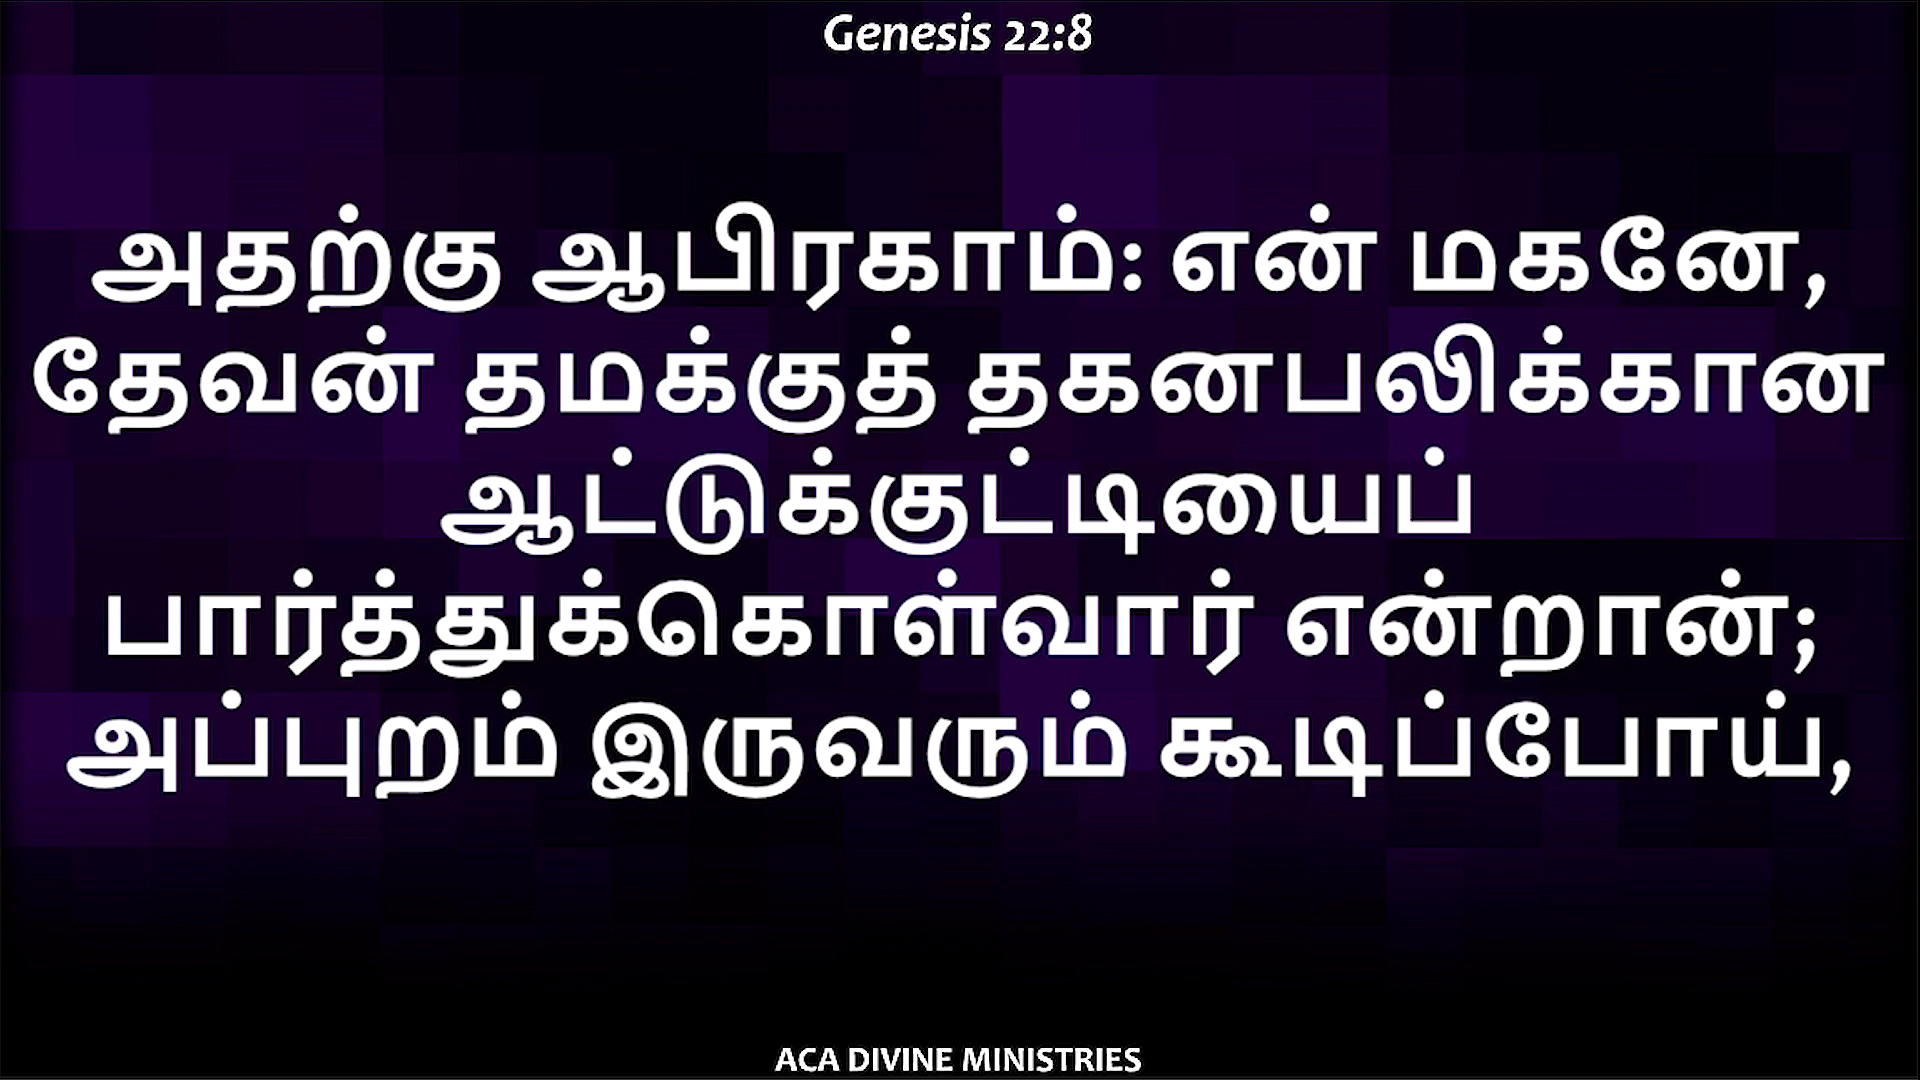 Genesis 22:8
அதற்கு ஆபிரகாம்: என் மகனே,
தேவன் தமக்குத் தகனபலிக்கான
ஆட்டுக்குட்டியைப்
பார்த்துக்கொள்வார் என்றான்;
அப்புறம் இருவரும் கூடிப்போய்,
ACA DIVINE MINISTRIES